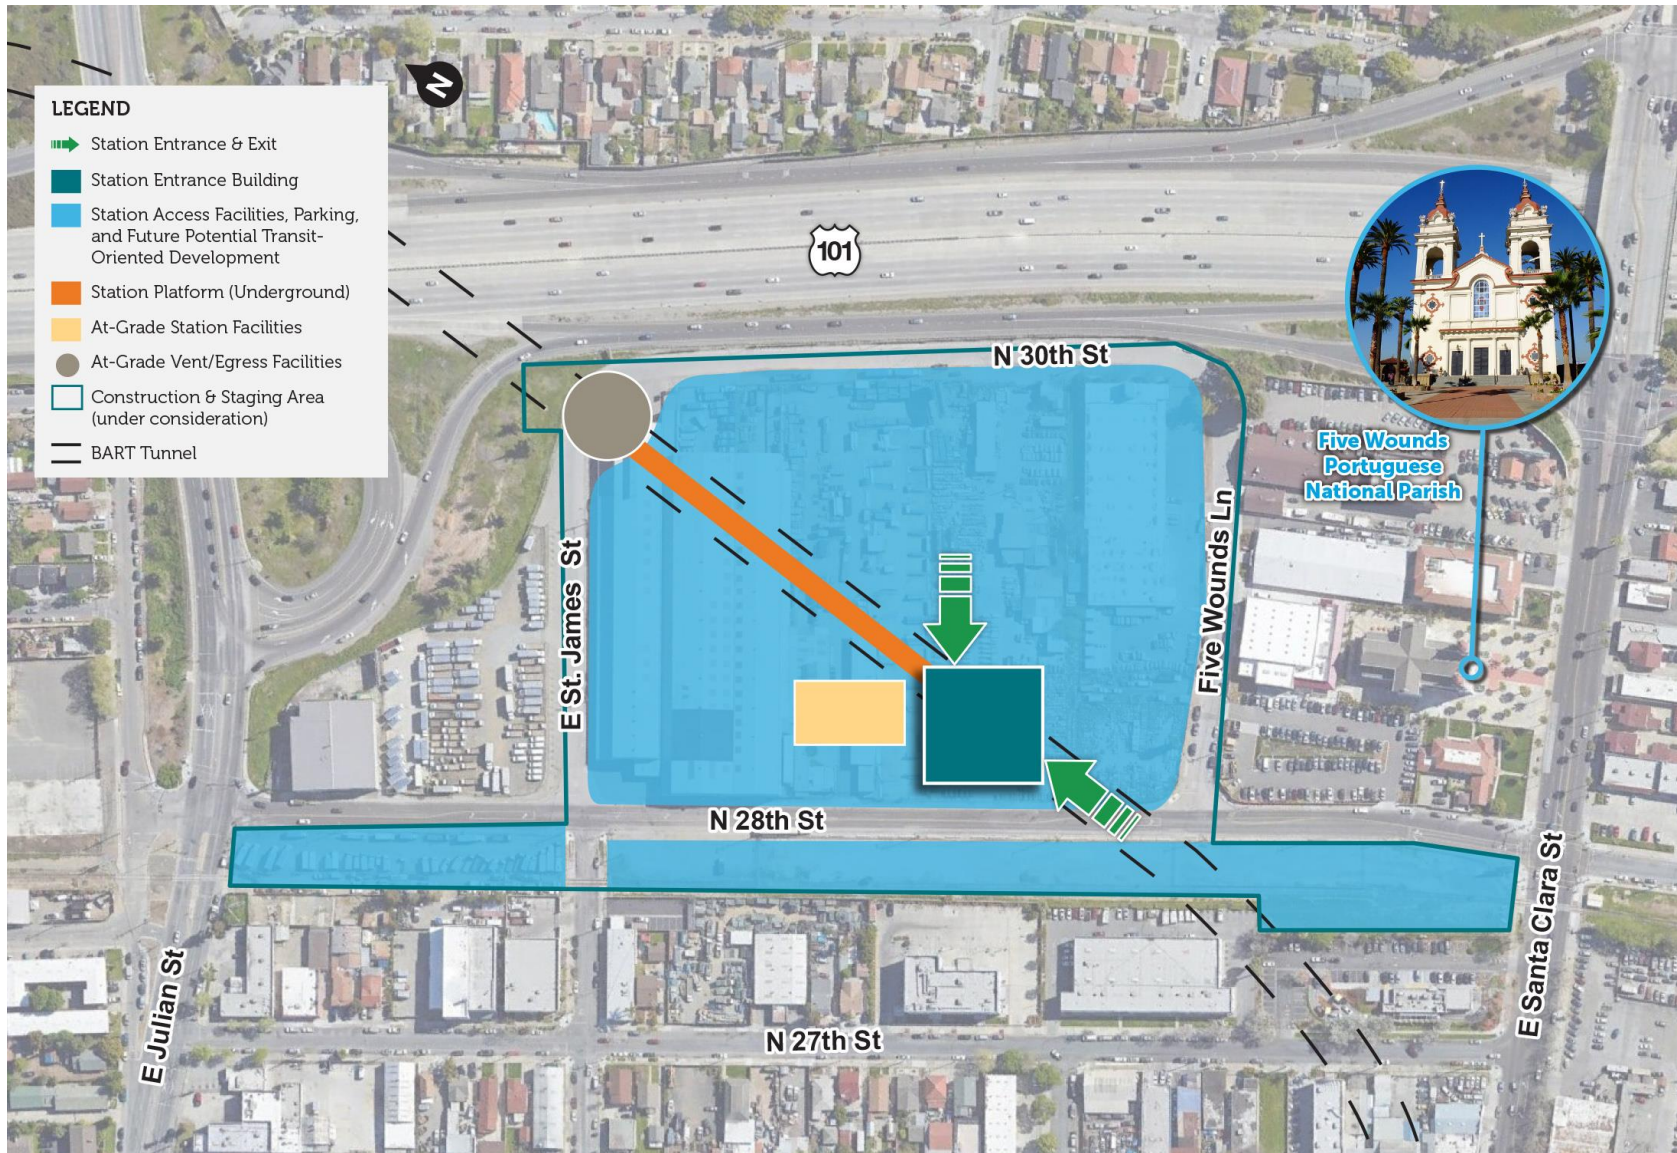 N
LEGEND
Station Entrance & Exit
Station Entrance Building
Station Access Facilities, Parking,
and Future Potential Transit-
Oriented Development
Station Platform (Underground)
At-Grade Station Facilities
At-Grade Vent/Egress Facilities
Construction & Staging Area
(under consideration)
BART Tunnel
101
N 30th St
Five Wounds
Portuguese
National Parish
Five Wounds Ln
E St. James St
N 28th St
E Santa Clara St
E Julian St
N 27th St